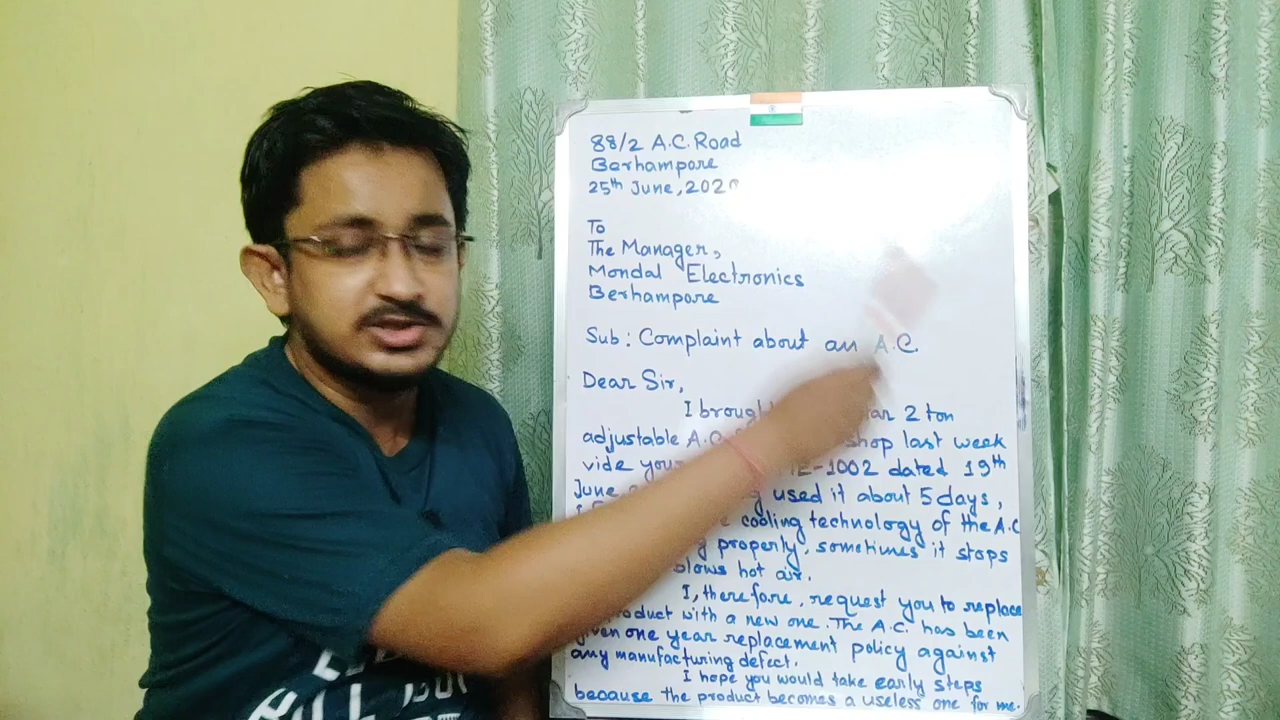 88/2 A.C. Road
Berhampore
25th June, 202
To
The Manager,
Mondal Electronics
Berhampore
Sub: Complaint about an A.C.
Dear Sir,
I 2 ton
adjustable A.C. shop last week
vide 1002 dated 19th
June used it about 5 days,
cooling technology of the A.C
properly, sometimes it stops
blows hot air.
I, therefore, request you to replace
product with a new one. The A.C. has been
given one year replacement policy against
any manufacturing defect.
I hope you would take early steps
because the product becomes a useless one for me.